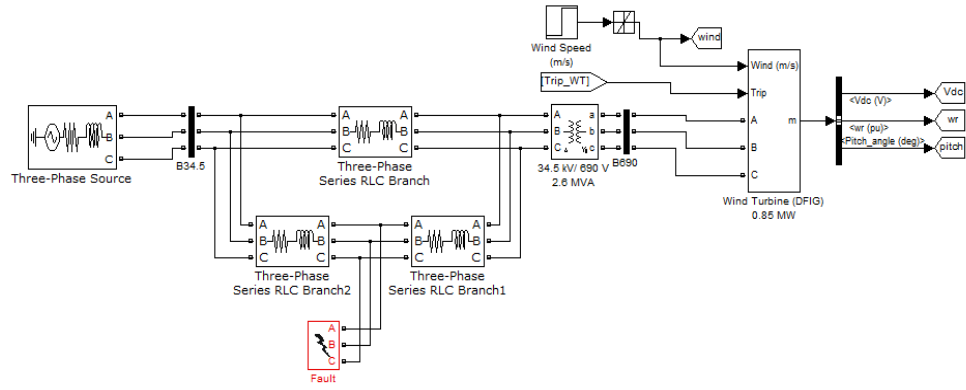 Wind Speed
(m/s)
wind
[Trip_WT]
Wind (m/s)
Trip
A
B
C
m
Wind Turbine (DFIG)
0.85 MW
<Vdc (V)>
<wr (pu)>
<Pitch_angle (deg)>
Vdc
wr
pitch
A
B
C
Three-Phase Source
B34.5
A A
B B
C C
Three-Phase
Series RLC Branch
A a
B b
C c
34.5 kV/ 690 V
2.6 MVA
B690
A A
B B
C C
Three-Phase
Series RLC Branch2
A A
B B
C C
Three-Phase
Series RLC Branch1
A
B
C
Fault